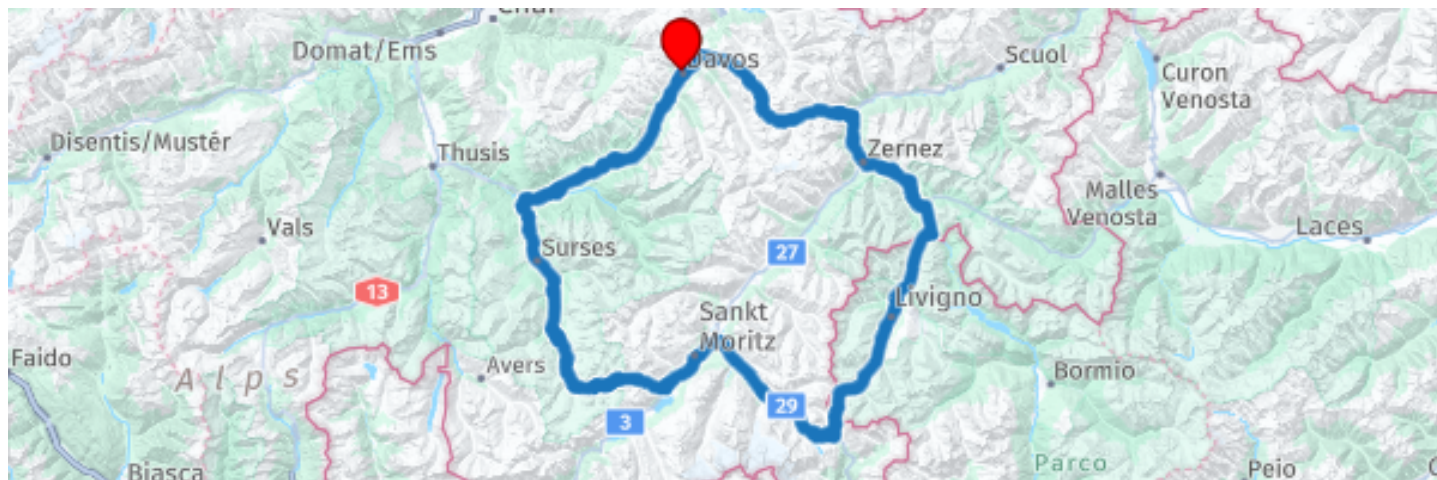 Chur
Domat/Ems
Davos
Scuol
Curon
Venosta
Disentis/Mustér
Thusis
Zernez
Malles
Venosta
Vals
Surses
27
Laces
13
Livigno
Sankt
Moritz
Faido
Alps
Avers
Bormio
29
3
Biasca
Parco
Peio